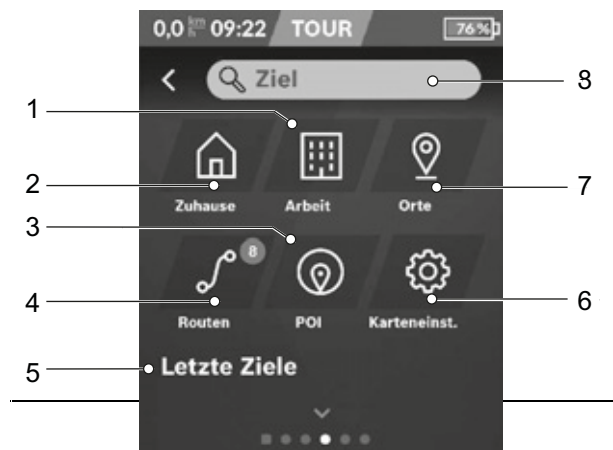 0,0 km/h 09:22 TOUR 76%
Ziel 8
1
2 7
Zuhause Arbeit Orte
3
4 8 6
Routen POI Karteneinst.
5 Letzte Ziele